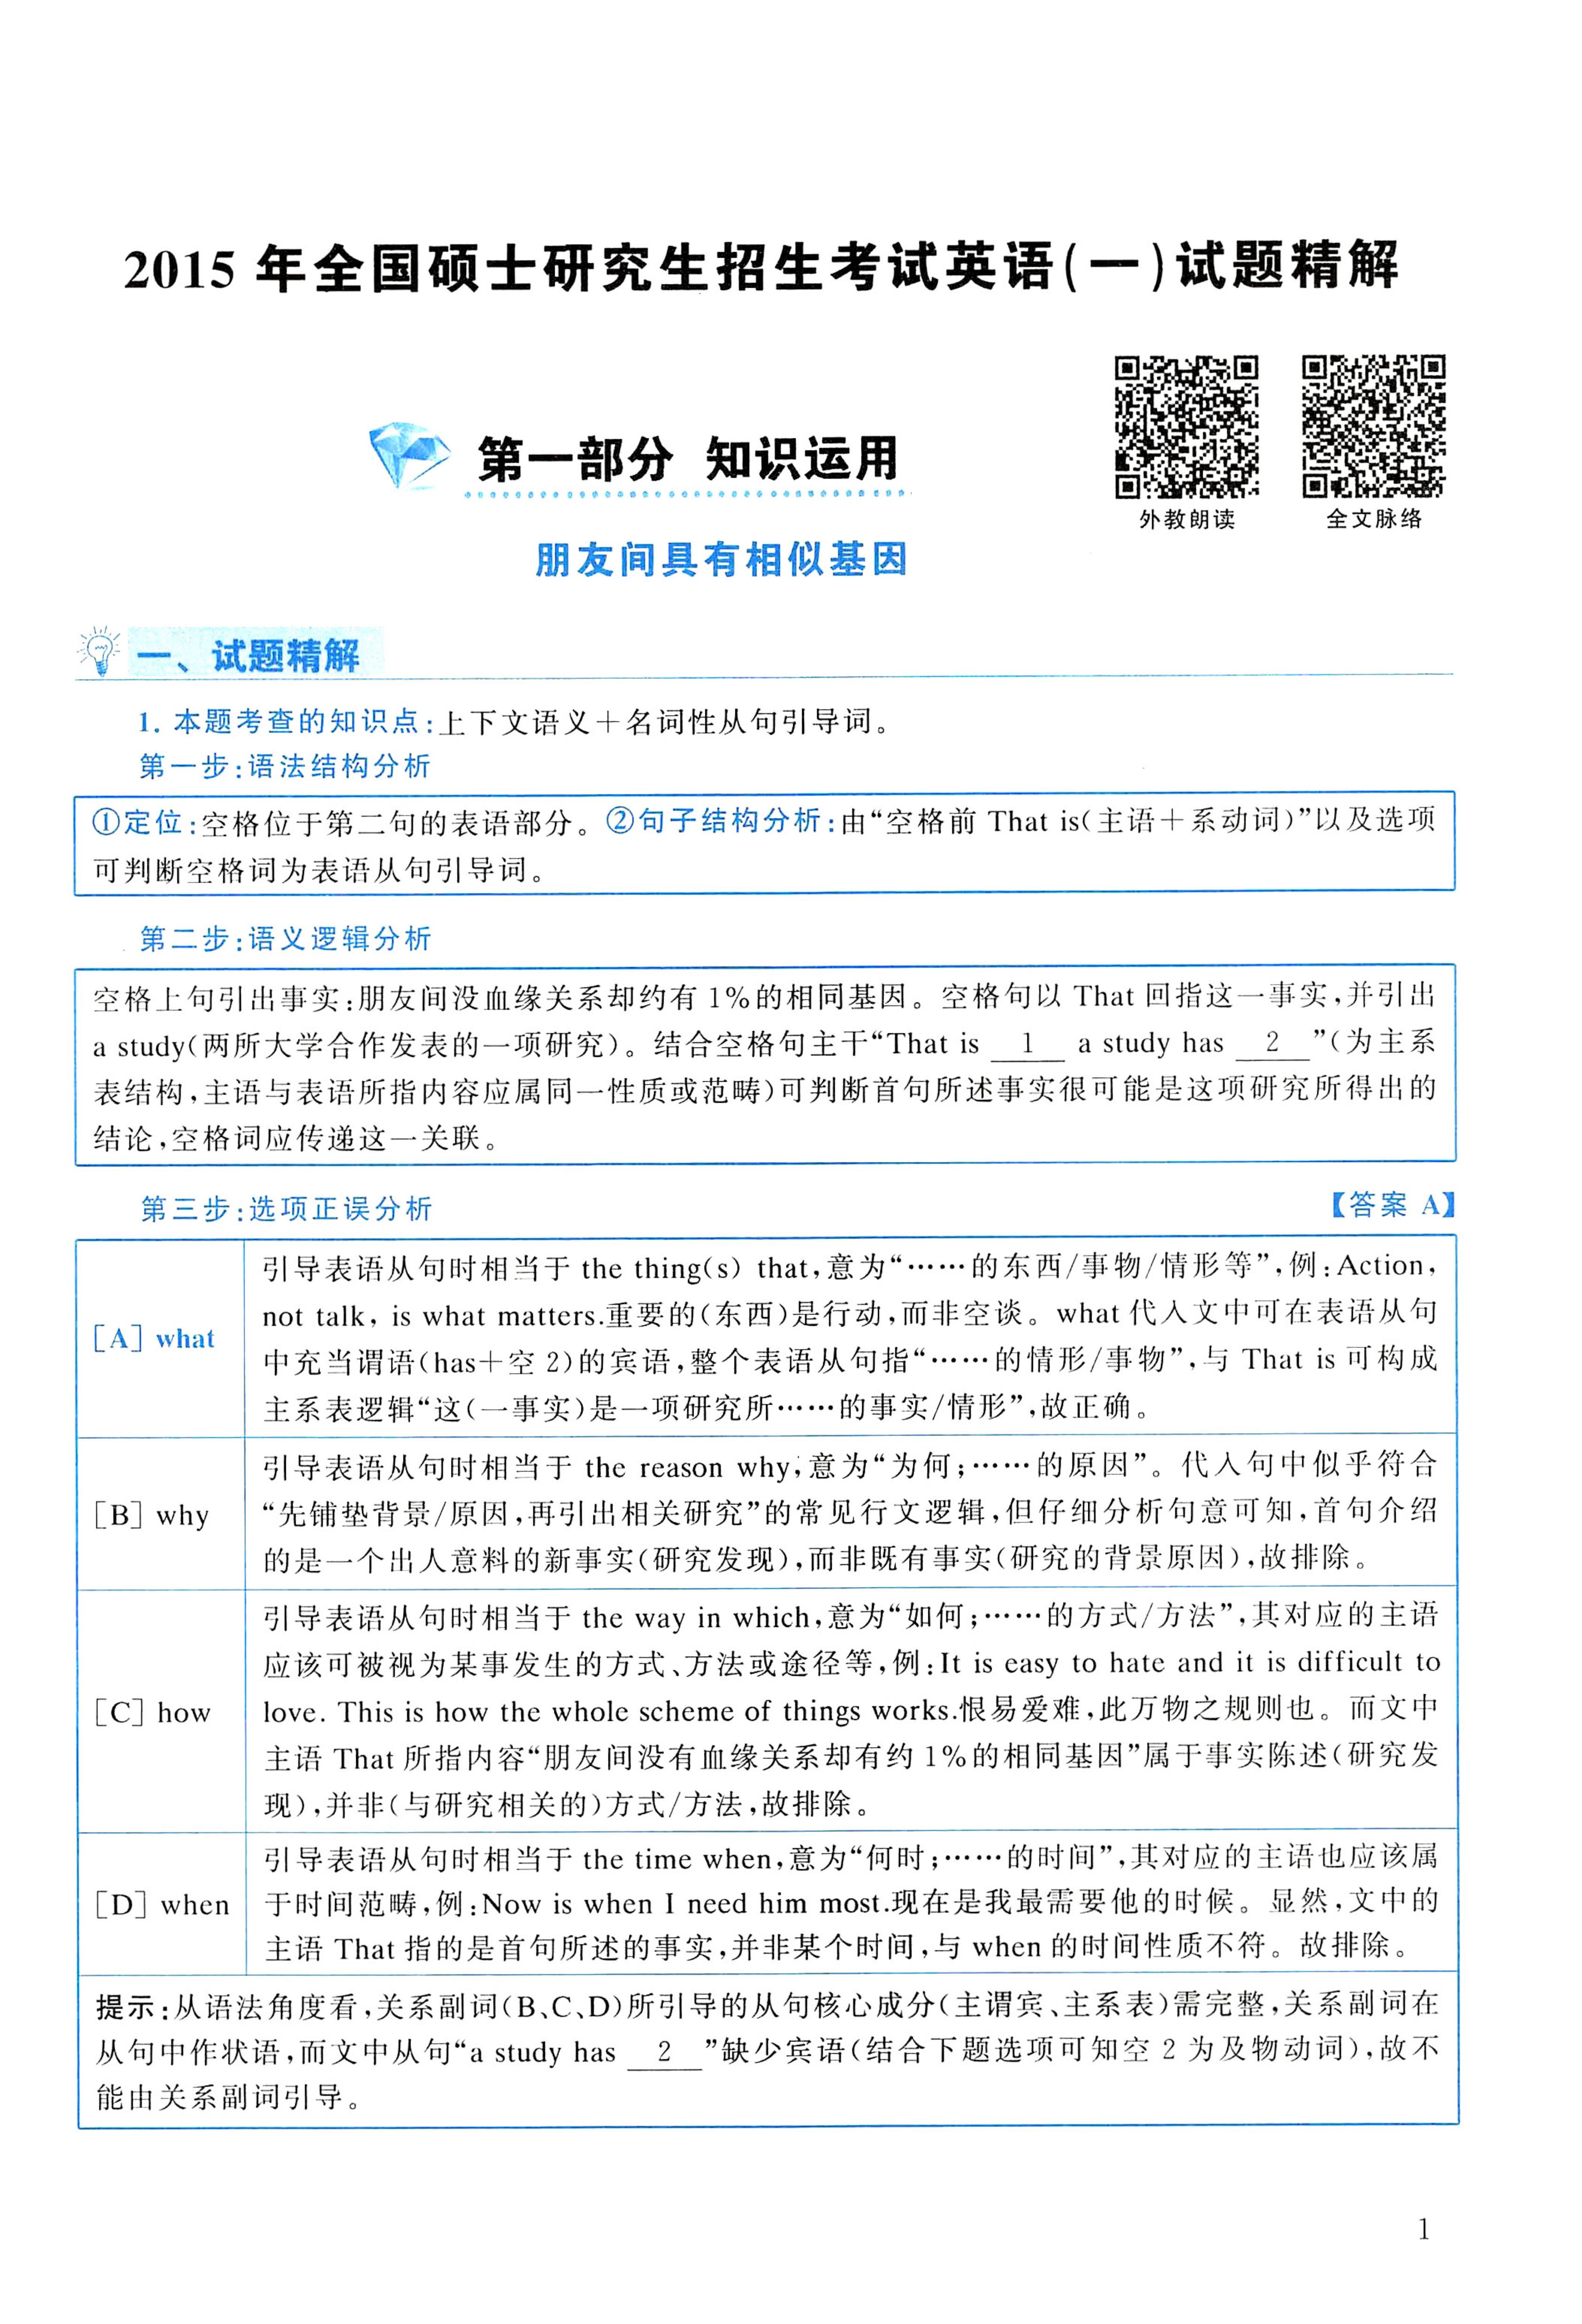 2015 年全国硕士研究生招生考试英语(一)试题精解
第一部分 知识运用
外教朗读
全文脉络
朋友间具有相似基因
一、试题精解
1. 本题考查的知识点:上下文语义+名词性从句引导词。
第一步:语法结构分析
①定位:空格位于第二句的表语部分。②句子结构分析:由“空格前 That is(主语+系动词)”以及选项
可判断空格词为表语从句引导词。
第二步:语义逻辑分析
空格上句引出事实:朋友间没血缘关系却约有 1%的相同基因。空格句以 That 回指这一事实,并引出
a study(两所大学合作发表的一项研究)。结合空格句主干“That is __1__ a study has __2__”(为主系
表结构,主语与表语所指内容应属同一性质或范畴)可判断首句所述事实很可能是这项研究所得出的
结论,空格词应传递这一关联。
第三步:选项正误分析
【答案 A】
[A] what
引导表语从句时相当于 the thing(s) that,意为“……的东西/事物/情形等”,例:Action,
not talk, is what matters.重要的(东西)是行动,而非空谈。what 代入文中可在表语从句
中充当谓语(has+空 2)的宾语,整个表语从句指“……的情形/事物”,与 That is 可构成
主系表逻辑“这(一事实)是一项研究所……的事实/情形”,故正确。
[B] why
引导表语从句时相当于 the reason why,意为“为何;……的原因”。代入句中似乎符合
“先铺垫背景/原因,再引出相关研究”的常见行文逻辑,但仔细分析句意可知,首句介绍
的是一个出人意料的新事实(研究发现),而非既有事实(研究的背景原因),故排除。
[C] how
引导表语从句时相当于 the way in which,意为“如何;……的方式/方法”,其对应的主语
应该可被视为某事发生的方式、方法或途径等,例:It is easy to hate and it is difficult to
love. This is how the whole scheme of things works.恨易爱难,此万物之规则也。而文中
主语 That 所指内容“朋友间没有血缘关系却有约 1%的相同基因”属于事实陈述(研究发
现),并非(与研究相关的)方式/方法,故排除。
[D] when
引导表语从句时相当于 the time when,意为“何时;……的时间”,其对应的主语也应该属
于时间范畴,例:Now is when I need him most.现在是我最需要他的时候。显然,文中的
主语 That 指的是首句所述的事实,并非某个时间,与 when 的时间性质不符。故排除。
提示:从语法角度看,关系副词(B、C、D)所引导的从句核心成分(主谓宾、主系表)需完整,关系副词在
从句中作状语,而文中从句“a study has __2__”缺少宾语(结合下题选项可知空 2 为及物动词),故不
能由关系副词引导。
1